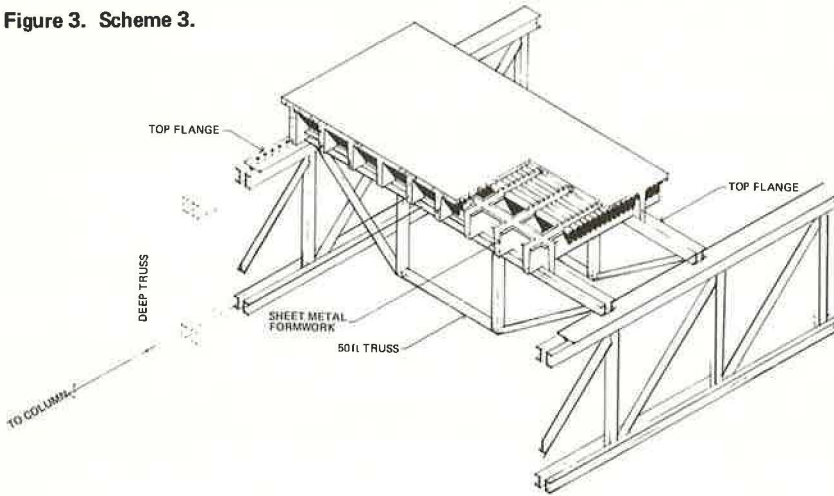 Figure 3. Scheme 3.
TOP FLANGE
TOP FLANGE
DEEP TRUSS
SHEET METAL
FORMWORK
50ft TRUSS
TO COLUMN